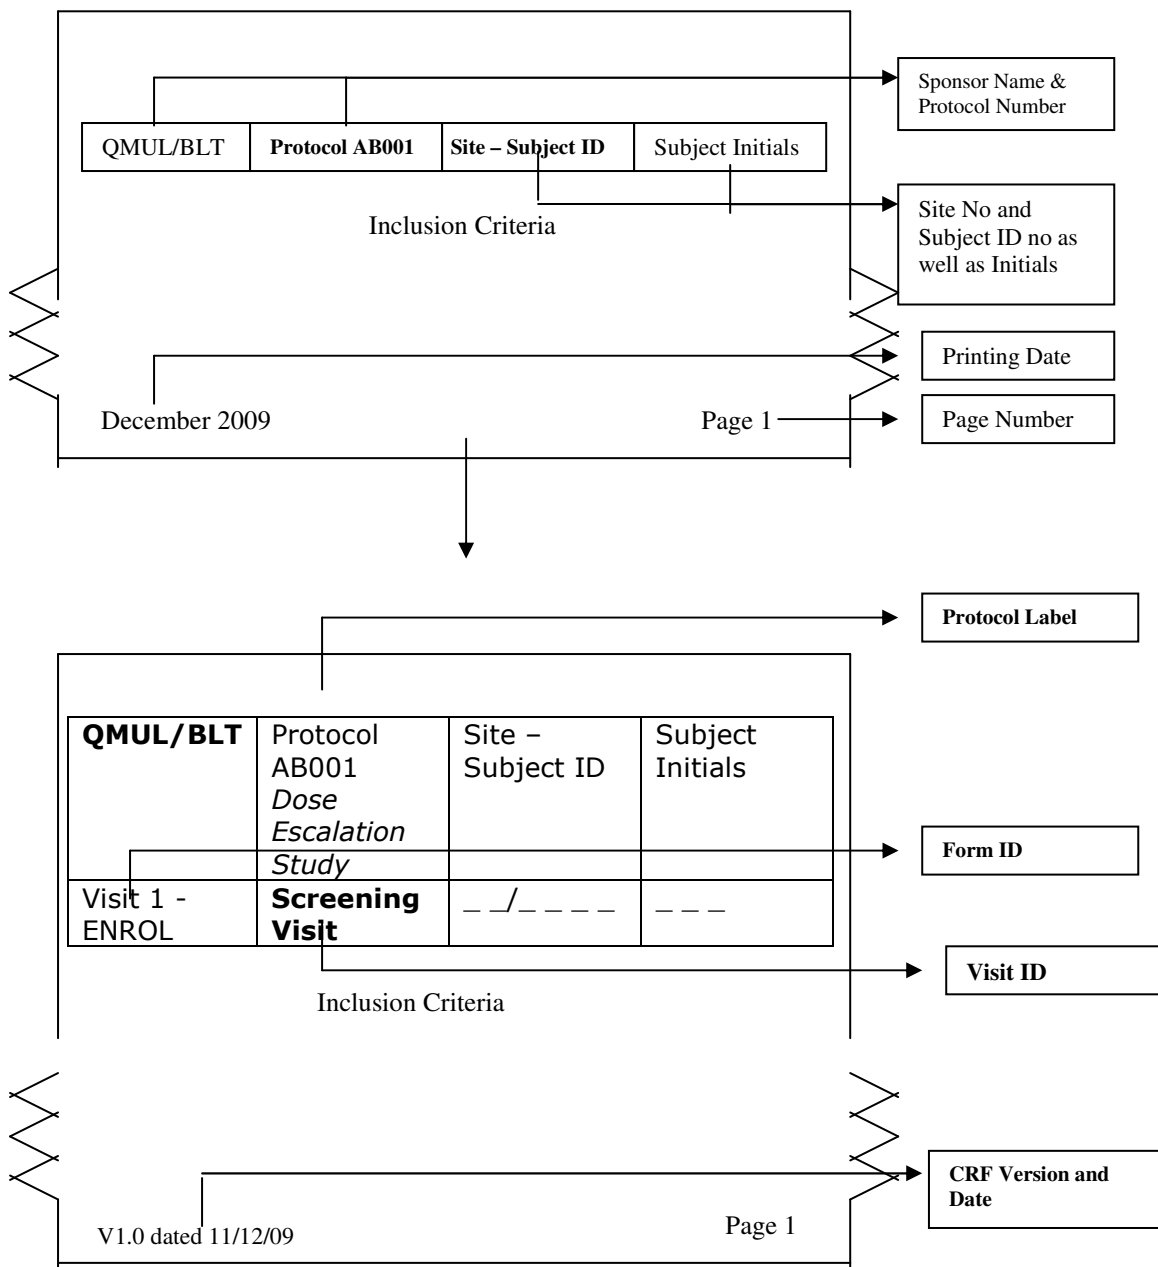 Sponsor Name &
Protocol Number
QMUL/BLT Protocol AB001 Site – Subject ID Subject Initials
Inclusion Criteria
Site No and
Subject ID no as
well as Initials
Printing Date
December 2009 Page 1
Page Number
Protocol Label
QMUL/BLT Protocol Site – Subject
AB001 Subject ID Initials
Dose
Escalation
Study
Form ID
Visit 1 - Screening _ _/_ _ _ _ _ _ _
ENROL Visit
Visit ID
Inclusion Criteria
CRF Version and
Date
V1.0 dated 11/12/09 Page 1